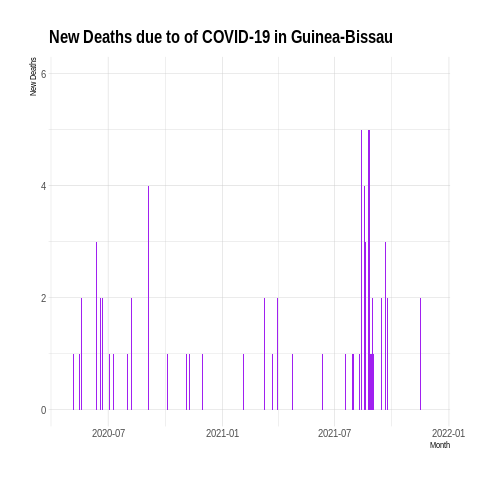 New Deaths due to of COVID-19 in Guinea-Bissau
New Deaths
6
4
2
0
2020-07 2021-01 2021-07 2022-01
Month